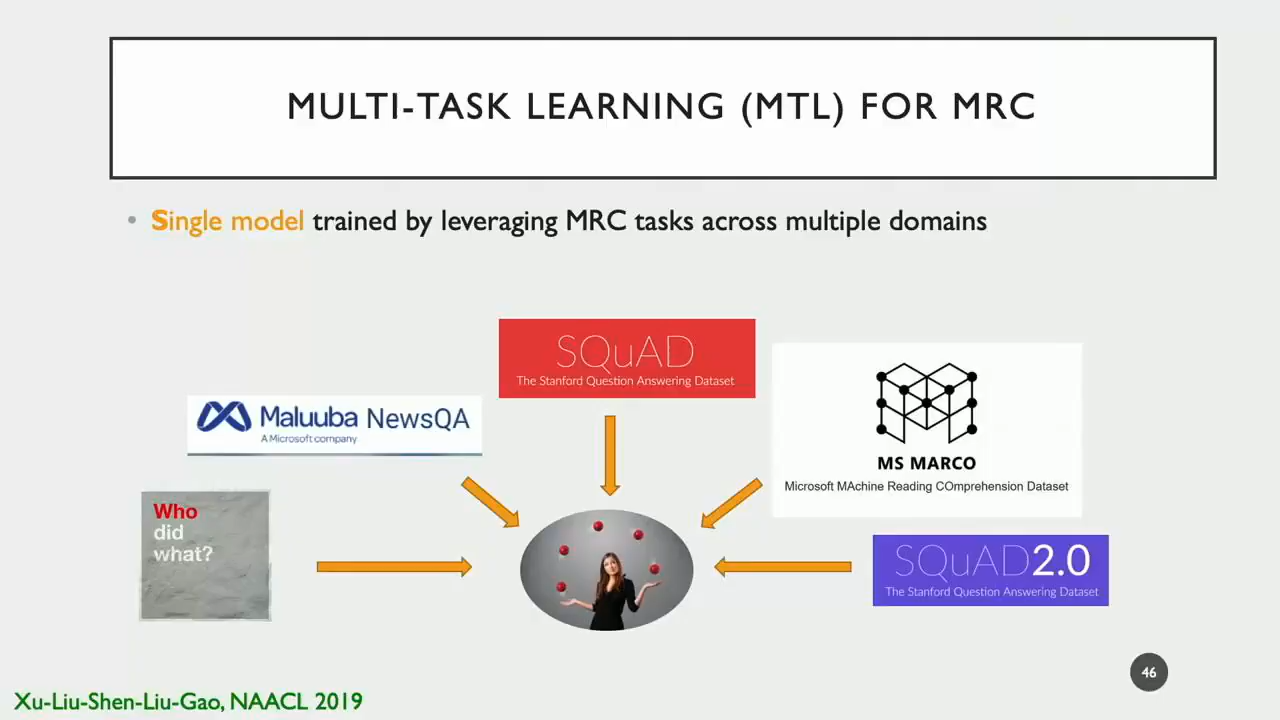 MULTI-TASK LEARNING (MTL) FOR MRC
• Single model trained by leveraging MRC tasks across multiple domains
SQuAD
The Stanford Question Answering Dataset
Maluuba NewsQA
A Microsoft company
MS MARCO
Microsoft MAchine Reading COmprehension Dataset
Who
did
what?
SQuAD2.0
The Stanford Question Answering Dataset
46
Xu-Liu-Shen-Liu-Gao, NAACL 2019